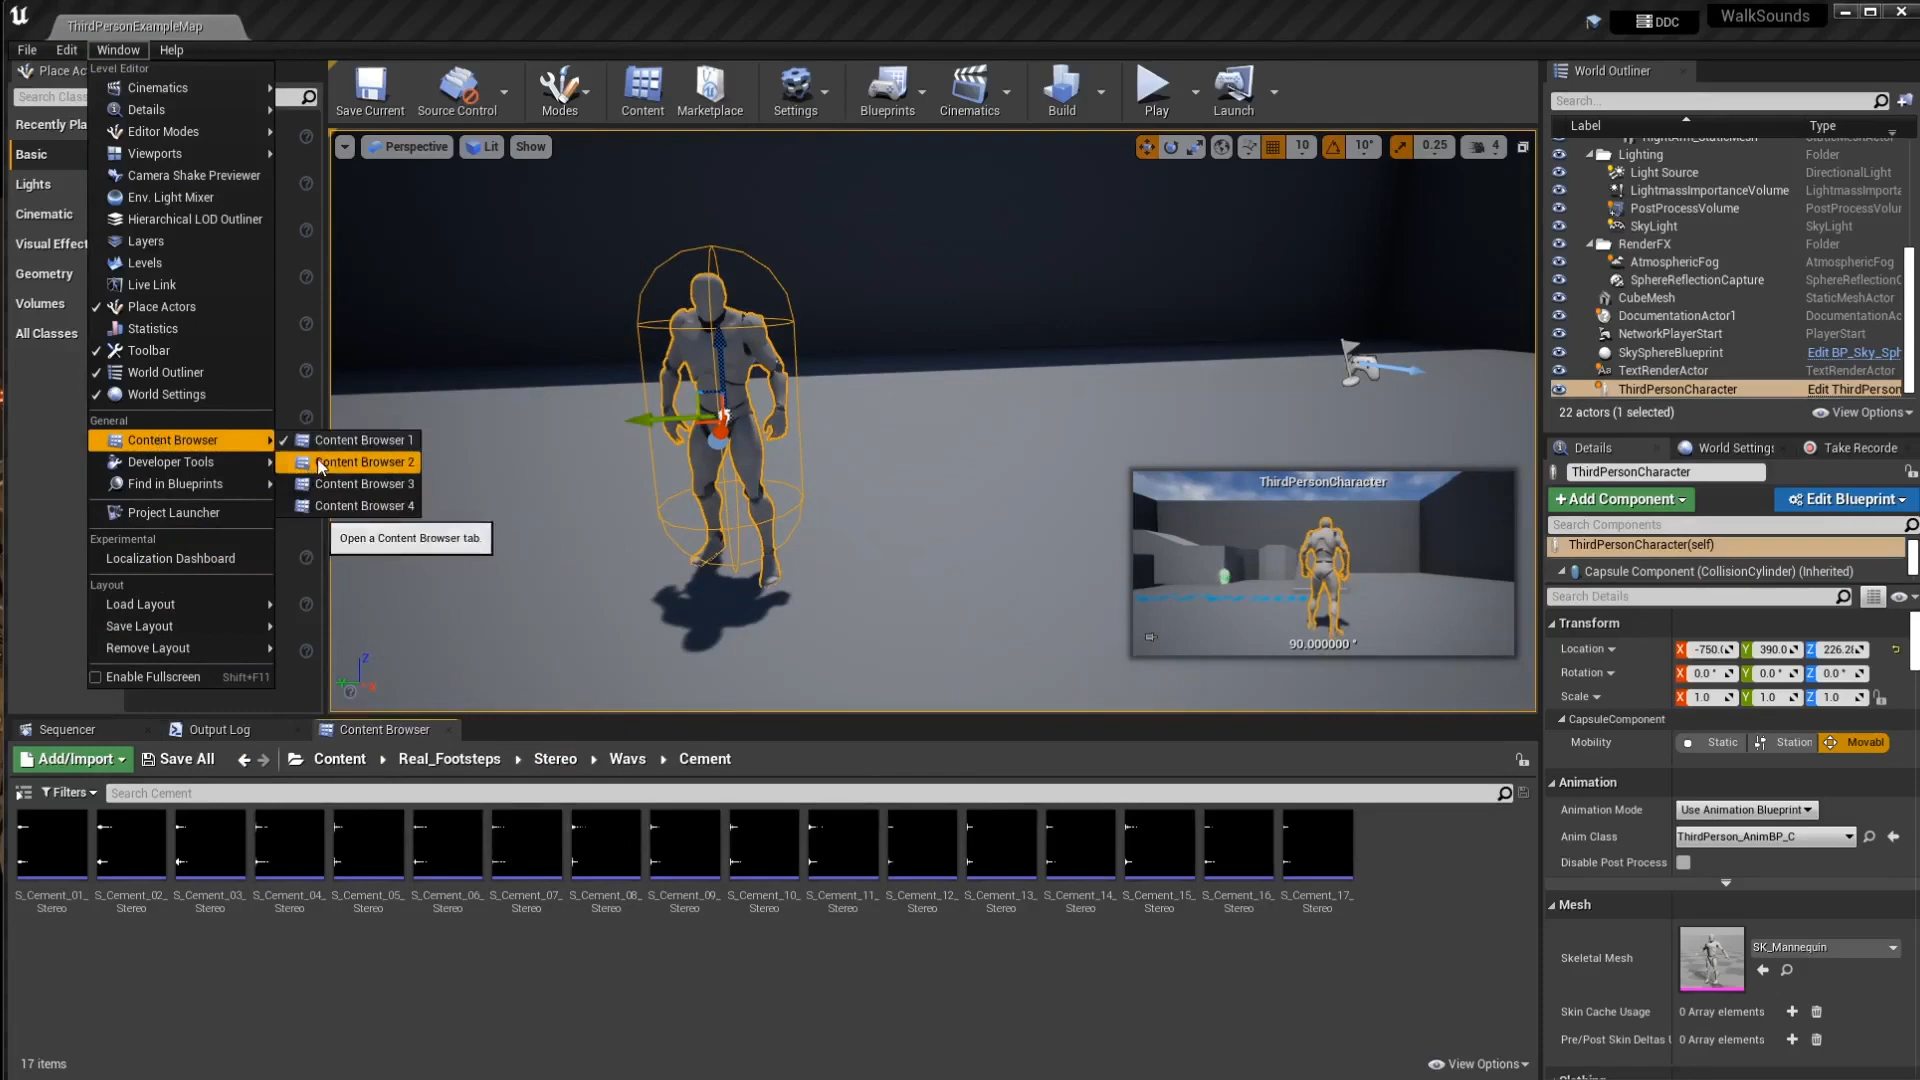 ThirdPersonExampleMap
DDC
WalkSounds
File Edit Window Help
Level Editor
Cinematics
Details
Editor Modes
Viewports
Camera Shake Previewer
Env. Light Mixer
Hierarchical LOD Outliner
Layers
Levels
Live Link
Place Actors
Statistics
Toolbar
World Outliner
World Settings
General
Content Browser
Developer Tools
Find in Blueprints
Project Launcher
Experimental
Localization Dashboard
Layout
Load Layout
Save Layout
Remove Layout
Enable Fullscreen Shift+F11
Content Browser 1
Content Browser 2
Content Browser 3
Content Browser 4
Open a Content Browser tab.
Place Ac
Search Clas
Recently Pla
Basic
Lights
Cinematic
Visual Effect
Geometry
Volumes
All Classes
Save Current Source Control Modes Content Marketplace Settings Blueprints Cinematics Build Play Launch
Perspective Lit Show
10 10° 0.25 4
ThirdPersonCharacter
90.000000 °
Z
X
World Outliner
Search...
Label Type
RightArm_StaticMesh StaticMeshActor
Lighting Folder
Light Source DirectionalLight
LightmassImportanceVolume Lightmassimporta
PostProcessVolume PostProcessVolur
SkyLight SkyLight
RenderFX Folder
AtmosphericFog AtmosphericFog
SphereReflectionCapture SphereReflectionC
CubeMesh StaticMeshActor
DocumentationActor1 DocumentationAc
NetworkPlayerStart PlayerStart
SkySphereBlueprint Edit BP_Sky_Sph
TextRenderActor TextRenderActor
ThirdPersonCharacter Edit ThirdPerson
22 actors (1 selected) View Options
Details World Settings Take Recorde
ThirdPersonCharacter
+Add Component Edit Blueprint
Search Components
ThirdPersonCharacter(self)
Capsule Component (CollisionCylinder) (Inherited)
Search Details
Transform
Location X -750.( Y 390.0 Z 226.28
Rotation X 0.0 ° Y 0.0 ° Z 0.0 °
Scale X 1.0 Y 1.0 Z 1.0
CapsuleComponent
Mobility Static Station Movabl
Animation
Animation Mode Use Animation Blueprint
Anim Class ThirdPerson_AnimBP_C
Disable Post Process
Mesh
Skeletal Mesh SK_Mannequin
Skin Cache Usage 0 Array elements
Pre/Post Skin Deltas U 0 Array elements
Sequencer Output Log Content Browser
Add/Import Save All Content Real_Footsteps Stereo Wavs Cement
Filters Search Cement
S_Cement_01_ S_Cement_02_ S_Cement_03_ S_Cement_04_ S_Cement_05_ S_Cement_06_ S_Cement_07_ S_Cement_08_ S_Cement_09_ S_Cement_10_ S_Cement_11_ S_Cement_12_ S_Cement_13_ S_Cement_14_ S_Cement_15_ S_Cement_16_ S_Cement_17_
Stereo Stereo Stereo Stereo Stereo Stereo Stereo Stereo Stereo Stereo Stereo Stereo Stereo Stereo Stereo Stereo Stereo
17 items View Options